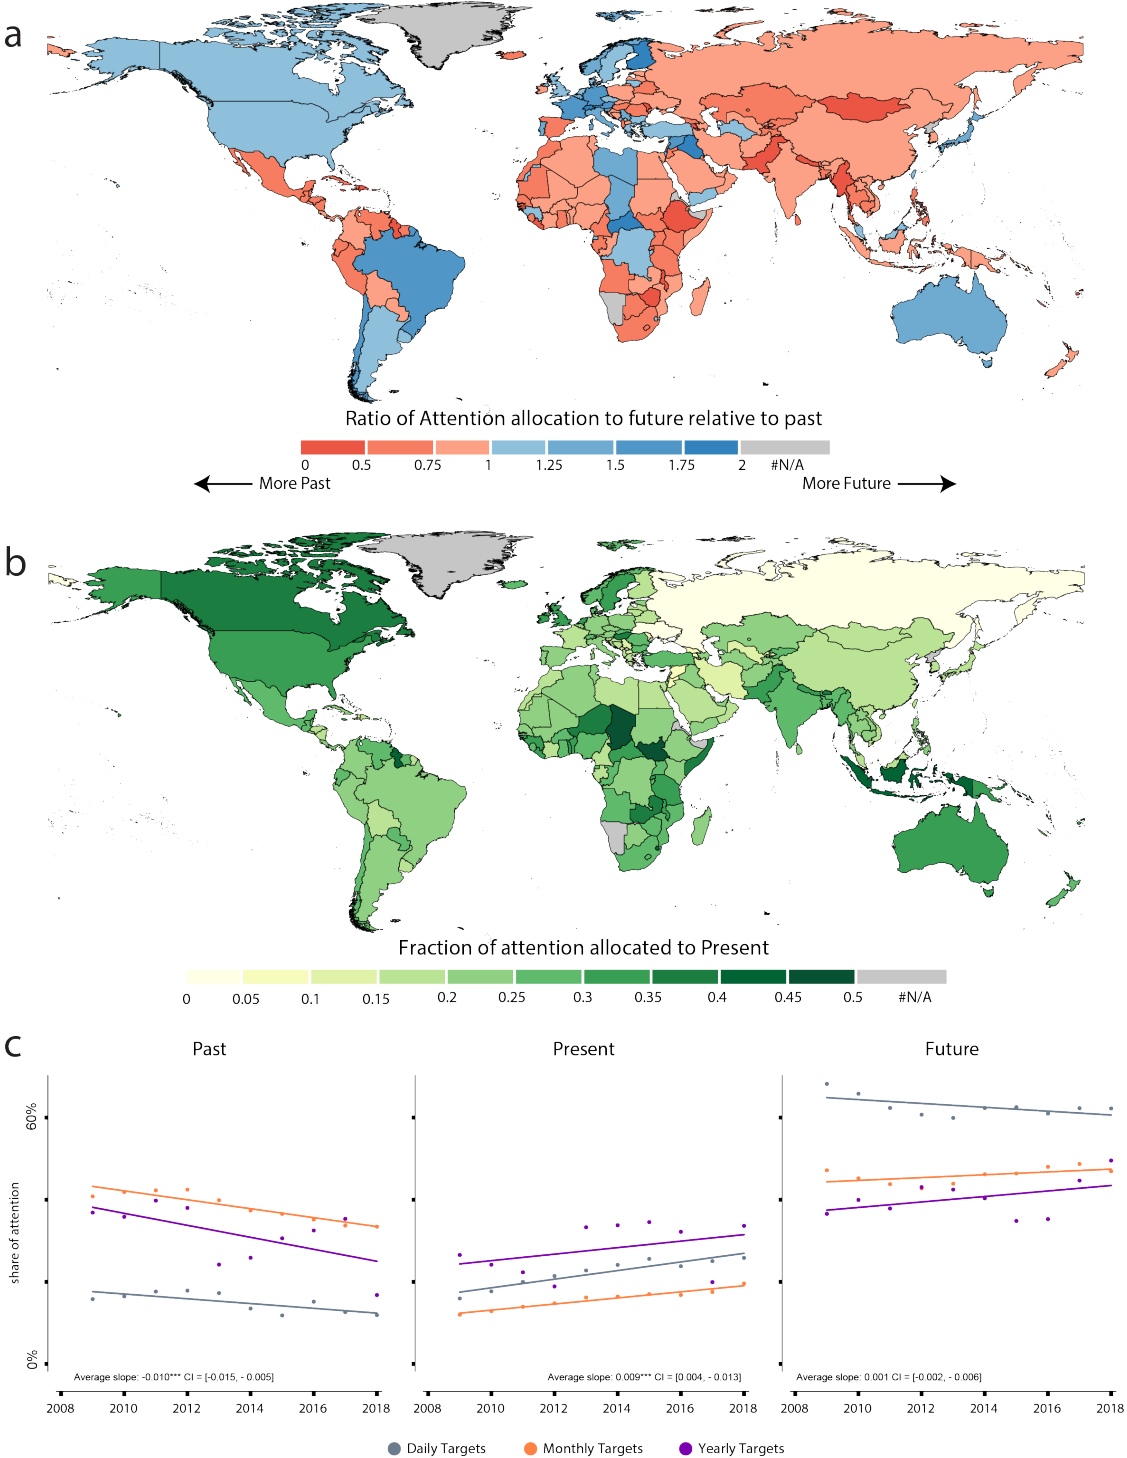 a
Ratio of Attention allocation to future relative to past
0 0.5 0.75 1 1.25 1.5 1.75 2 #N/A
More Past More Future
b
Fraction of attention allocated to Present
0 0.05 0.1 0.15 0.2 0.25 0.3 0.35 0.4 0.45 0.5 #N/A
c
Past Present Future
60%
share of attention
0%
Average slope: -0.010*** CI = [-0.015, - 0.005] Average slope: 0.009*** CI = [0.004, - 0.013] Average slope: 0.001 CI = [-0.002, - 0.006]
2008 2010 2012 2014 2016 2018 2008 2010 2012 2014 2016 2018 2008 2010 2012 2014 2016 2018
Daily Targets Monthly Targets Yearly Targets